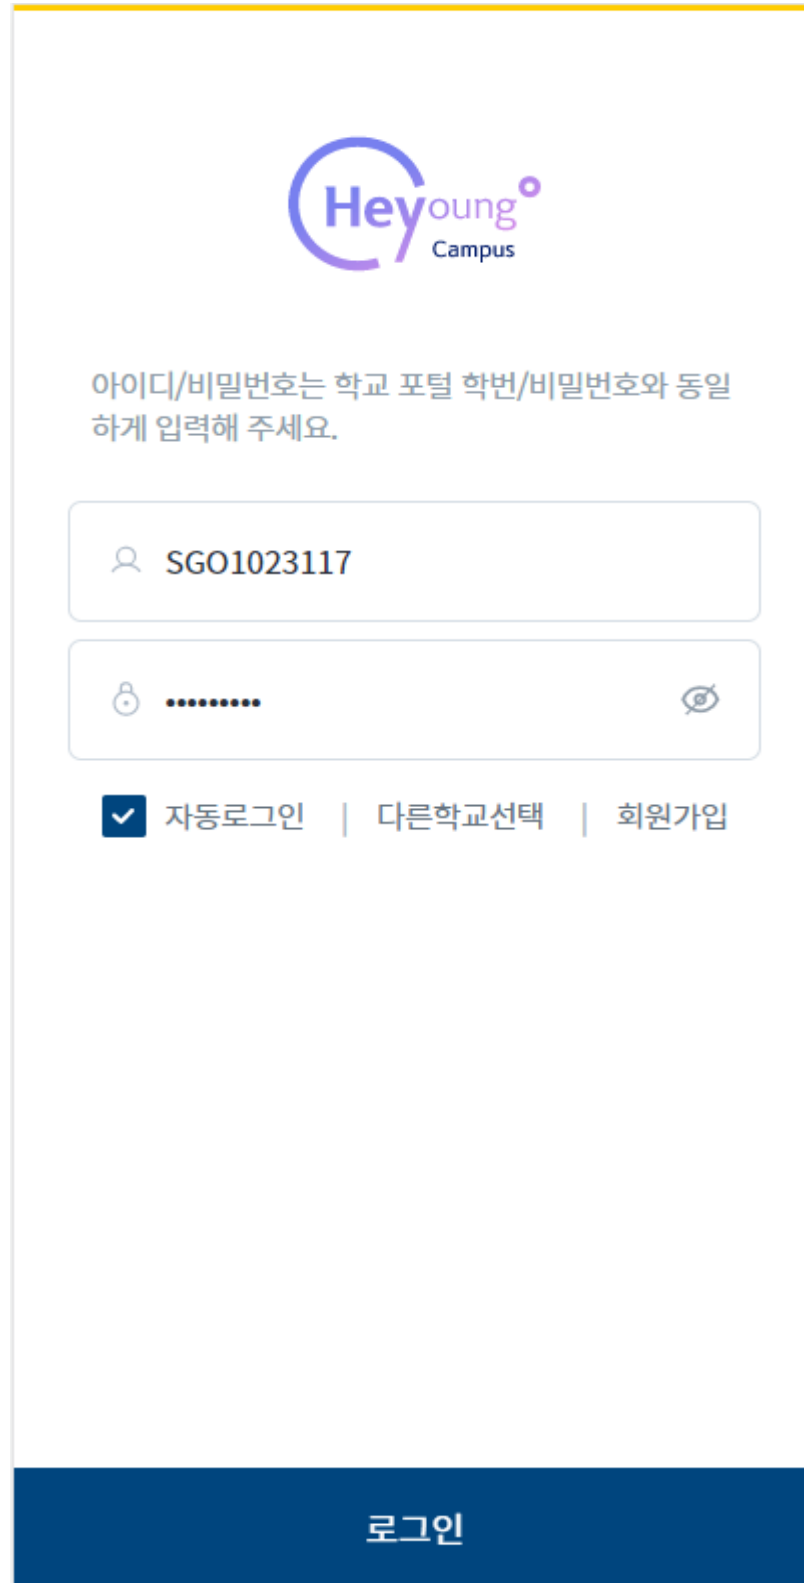 Heyoung
Campus
아이디/비밀번호는 학교 포털 학번/비밀번호와 동일
하게 입력해 주세요.
SGO1023117
•••••••••
자동로그인 | 다른학교선택 | 회원가입
로그인